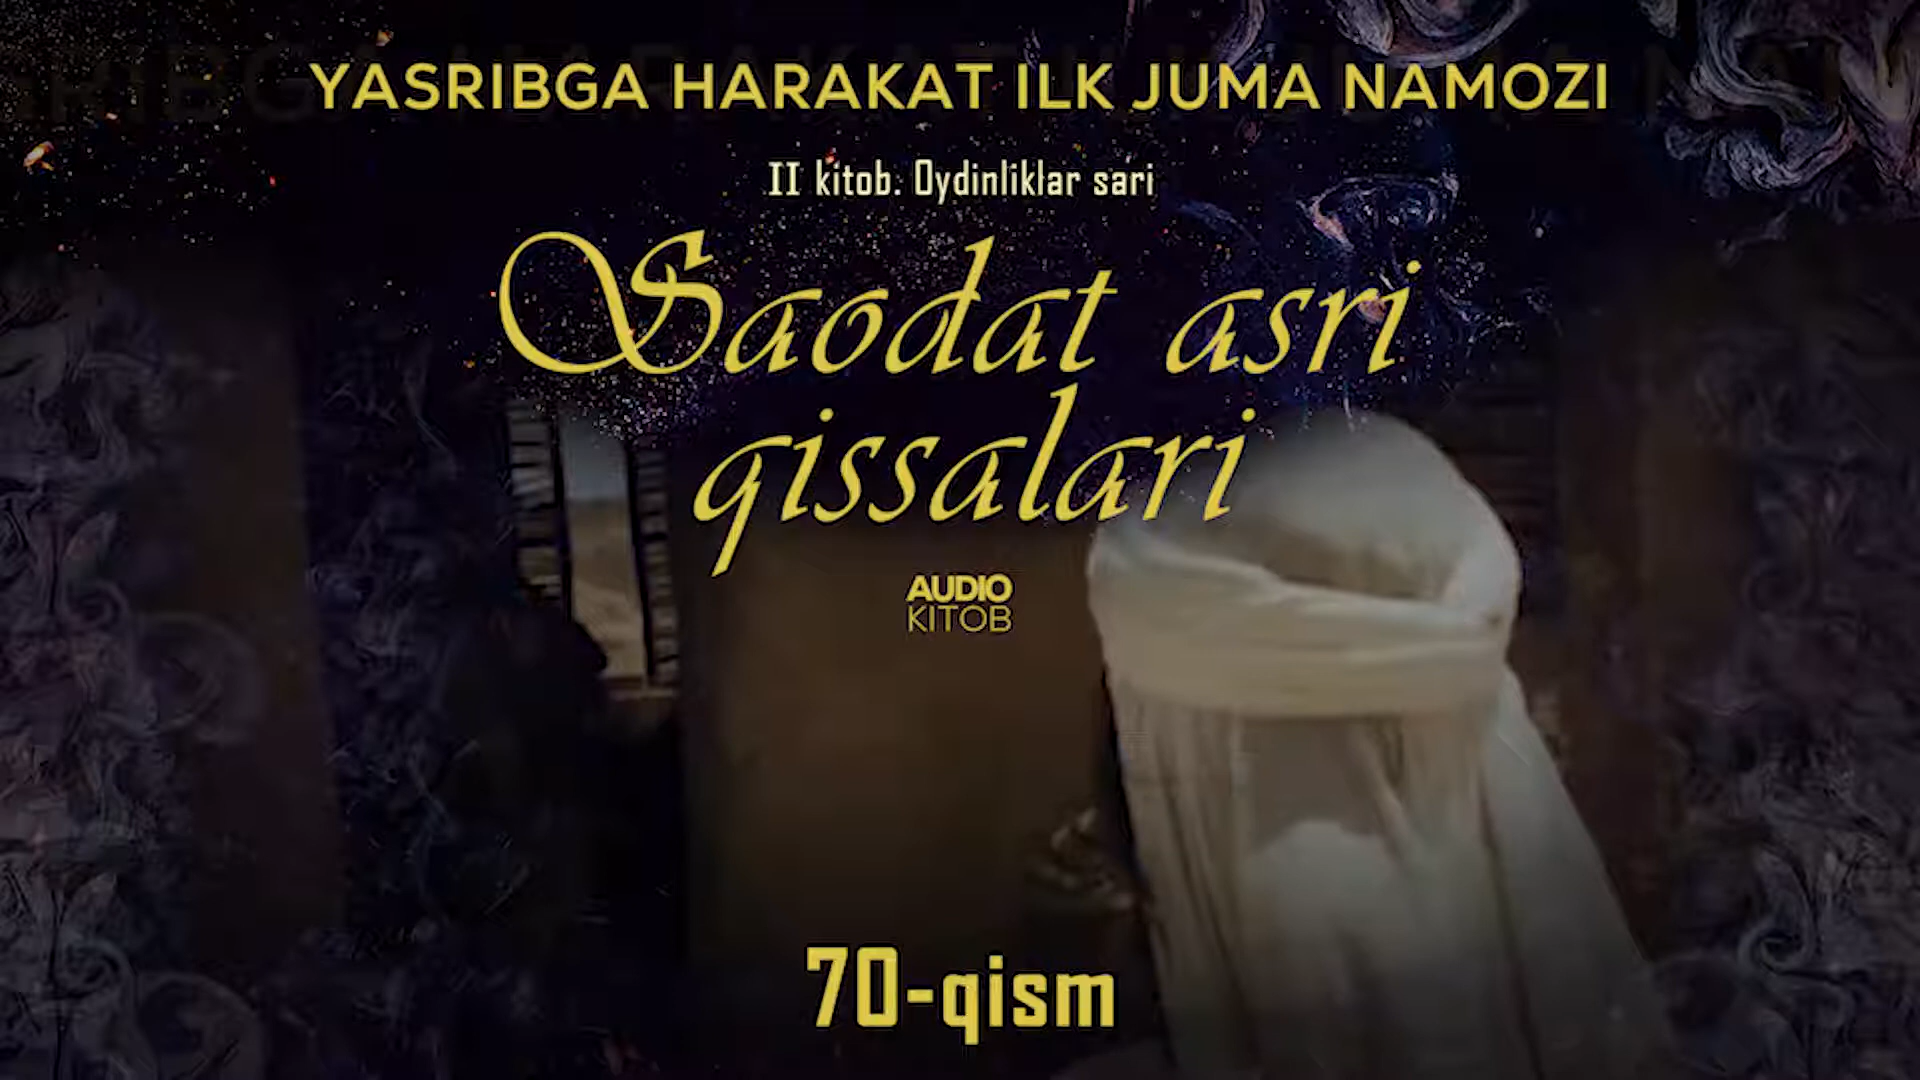 YASRIBGA HARAKAT ILK JUMA NAMOZI
II kitob. Oydinliklar sari
Saodat asri
qissalari
AUDIO
KITOB
70-qism